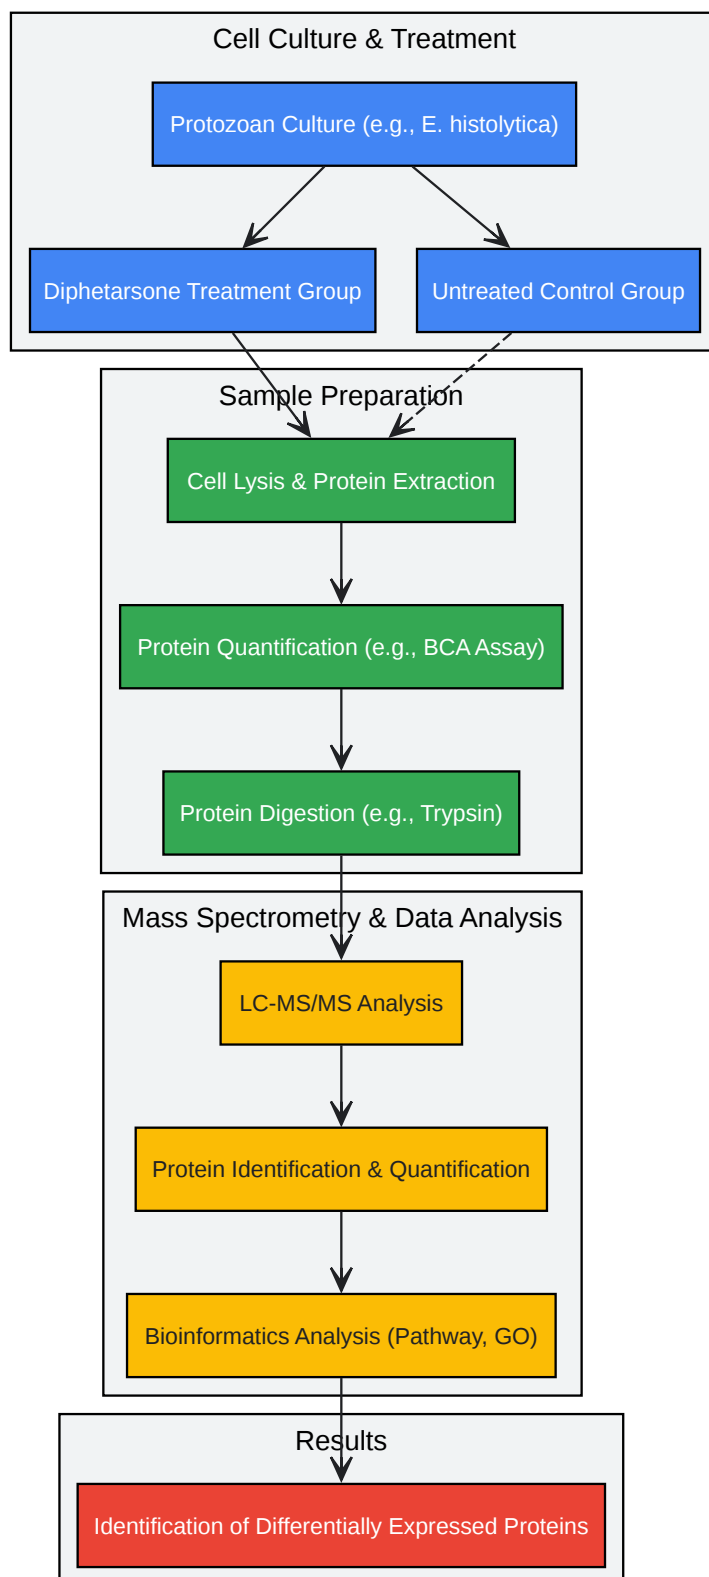 Cell Culture & Treatment
Protozoan Culture (e.g., E. histolytica)
Diphetarsone Treatment Group
Untreated Control Group
Sample Preparation
Cell Lysis & Protein Extraction
Protein Quantification (e.g., BCA Assay)
Protein Digestion (e.g., Trypsin)
Mass Spectrometry & Data Analysis
LC-MS/MS Analysis
Protein Identification & Quantification
Bioinformatics Analysis (Pathway, GO)
Results
Identification of Differentially Expressed Proteins